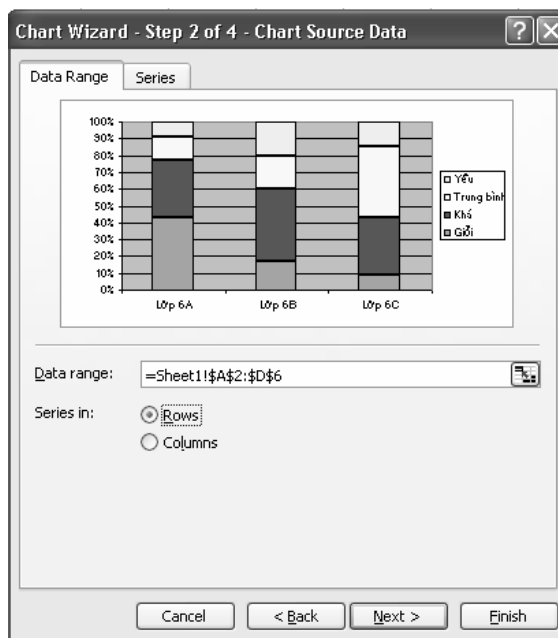 Chart Wizard - Step 2 of 4 - Chart Source Data
Data Range
Series
100%
90%
80%
70%
60%
50%
40%
30%
20%
10%
0%
Lớp 6A
Lớp 6B
Lớp 6C
Yếu
Trung bình
Khá
Giỏi
Data range:
=Sheet1!$A$2:$D$6
Series in:
Rows
Columns
Cancel
< Back
Next >
Finish